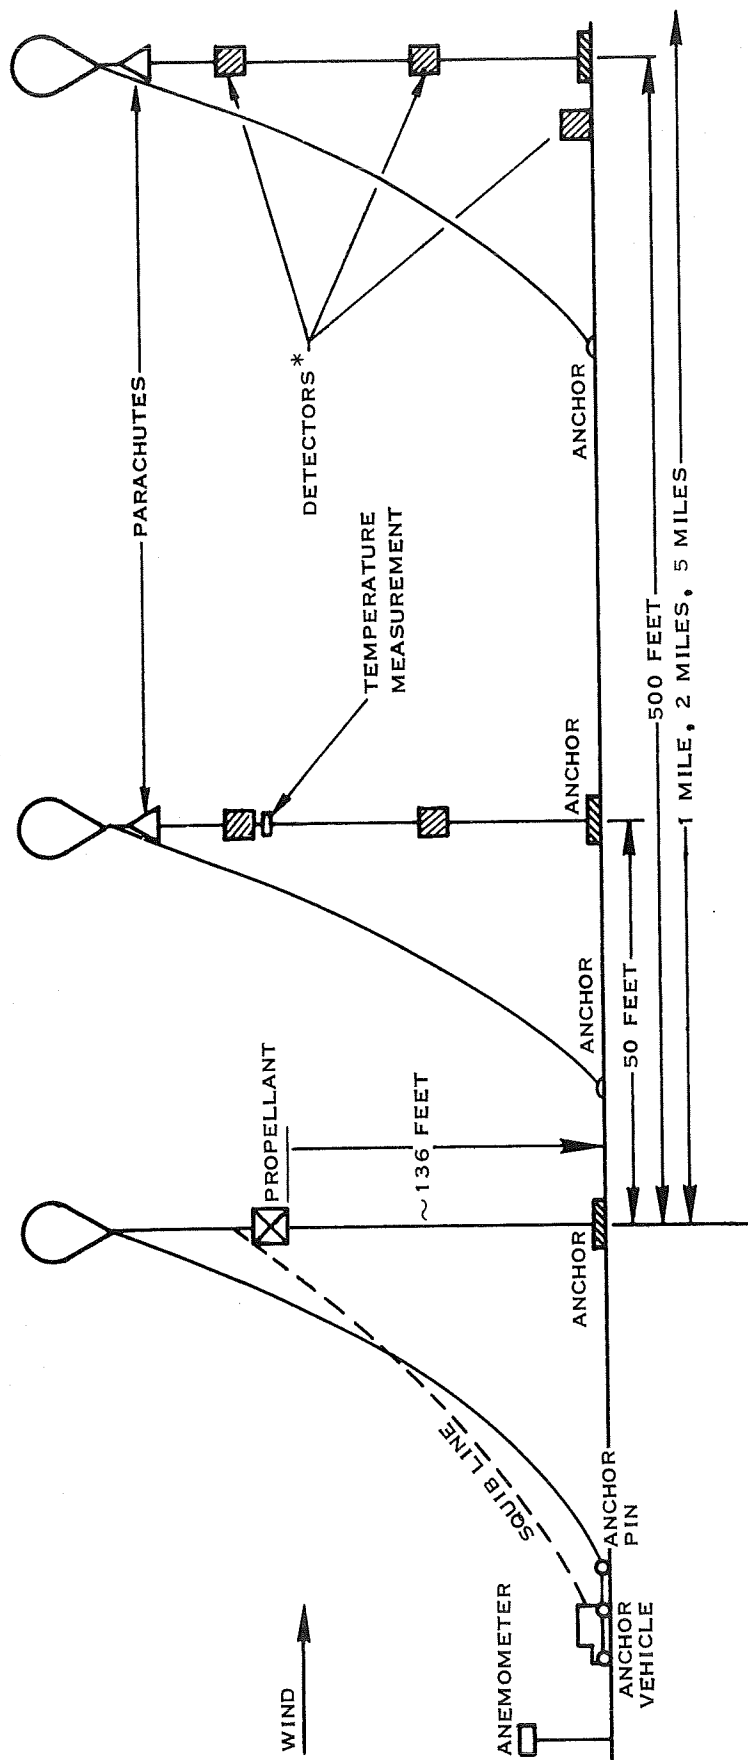 PARACHUTES
DETECTORS*
TEMPERATURE
MEASUREMENT
PROPELLANT
~136 FEET
SQUIB LINE
WIND
ANEMOMETER
ANCHOR
VEHICLE
ANCHOR
PIN
ANCHOR
ANCHOR
ANCHOR
ANCHOR
50 FEET
500 FEET
1 MILE, 2 MILES, 5 MILES